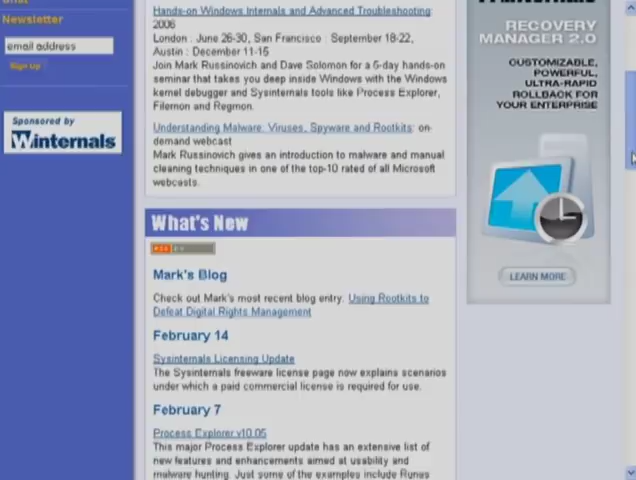 Newsletter
email address
Sign up
Sponsored by
Winternals
Hands-on Windows Internals and Advanced Troubleshooting
2006
London : June 26-30, San Francisco : September 18-22,
Austin : December 11-15
Join Mark Russinovich and Dave Solomon for a 5-day hands-on
seminar that takes you deep inside Windows with the Windows
kernel debugger and Sysinternals tools like Process Explorer,
Filemon and Regmon.
Understanding Malware: Viruses, Spyware and Rootkits: on-
demand webcast
Mark Russinovich gives an introduction to malware and manual
cleaning techniques in one of the top-10 rated of all Microsoft
webcasts.
What's New
RSS
Mark's Blog
Check out Mark's most recent blog entry: Using Rootkits to
Defeat Digital Rights Management
February 14
Sysinternals Licensing Update
The Sysinternals freeware license page now explains scenarios
under which a paid commercial license is required for use.
February 7
Process Explorer v10.05
This major Process Explorer update has an extensive list of
new features and enhancements aimed at usability and
malware hunting. Just some of the examples include Runas
RECOVERY
MANAGER 2.0
CUSTOMIZABLE,
POWERFUL,
ULTRA-RAPID
ROLLBACK FOR
YOUR ENTERPRISE
LEARN MORE